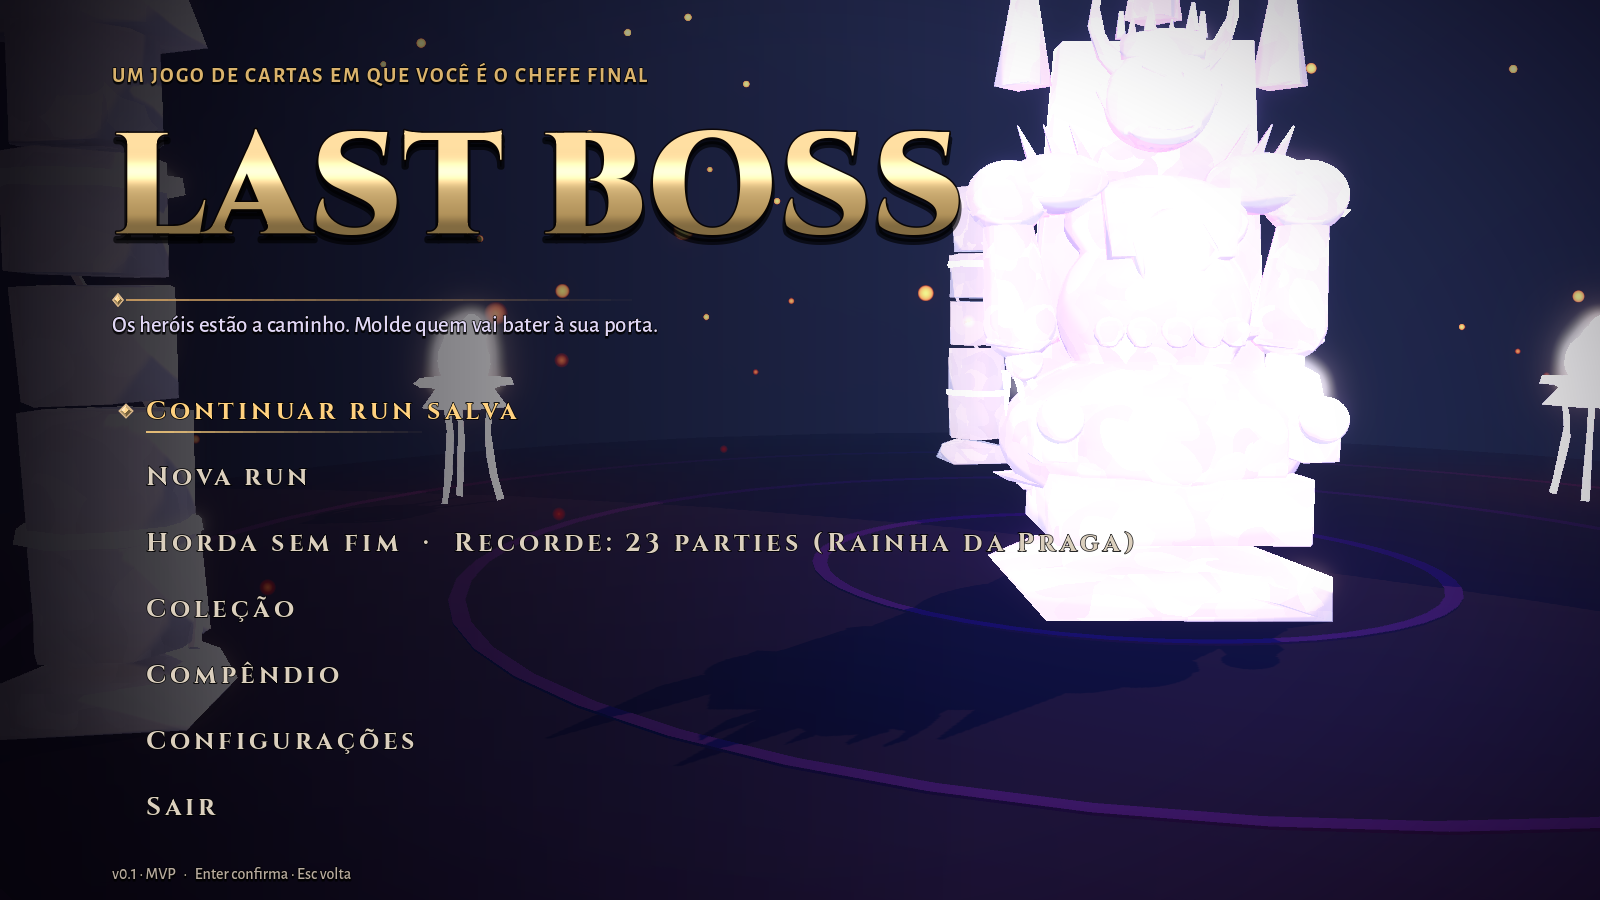 UM JOGO DE CARTAS EM QUE VOCÊ É O CHEFE FINAL
LAST BOSS
Os heróis estão a caminho. Molde quem vai bater à sua porta.
Continuar run salva
Nova run
Horda sem fim · Recorde: 23 parties (Rainha da Praga)
Coleção
Compêndio
Configurações
Sair
v0.1 · MVP · Enter confirma · Esc volta